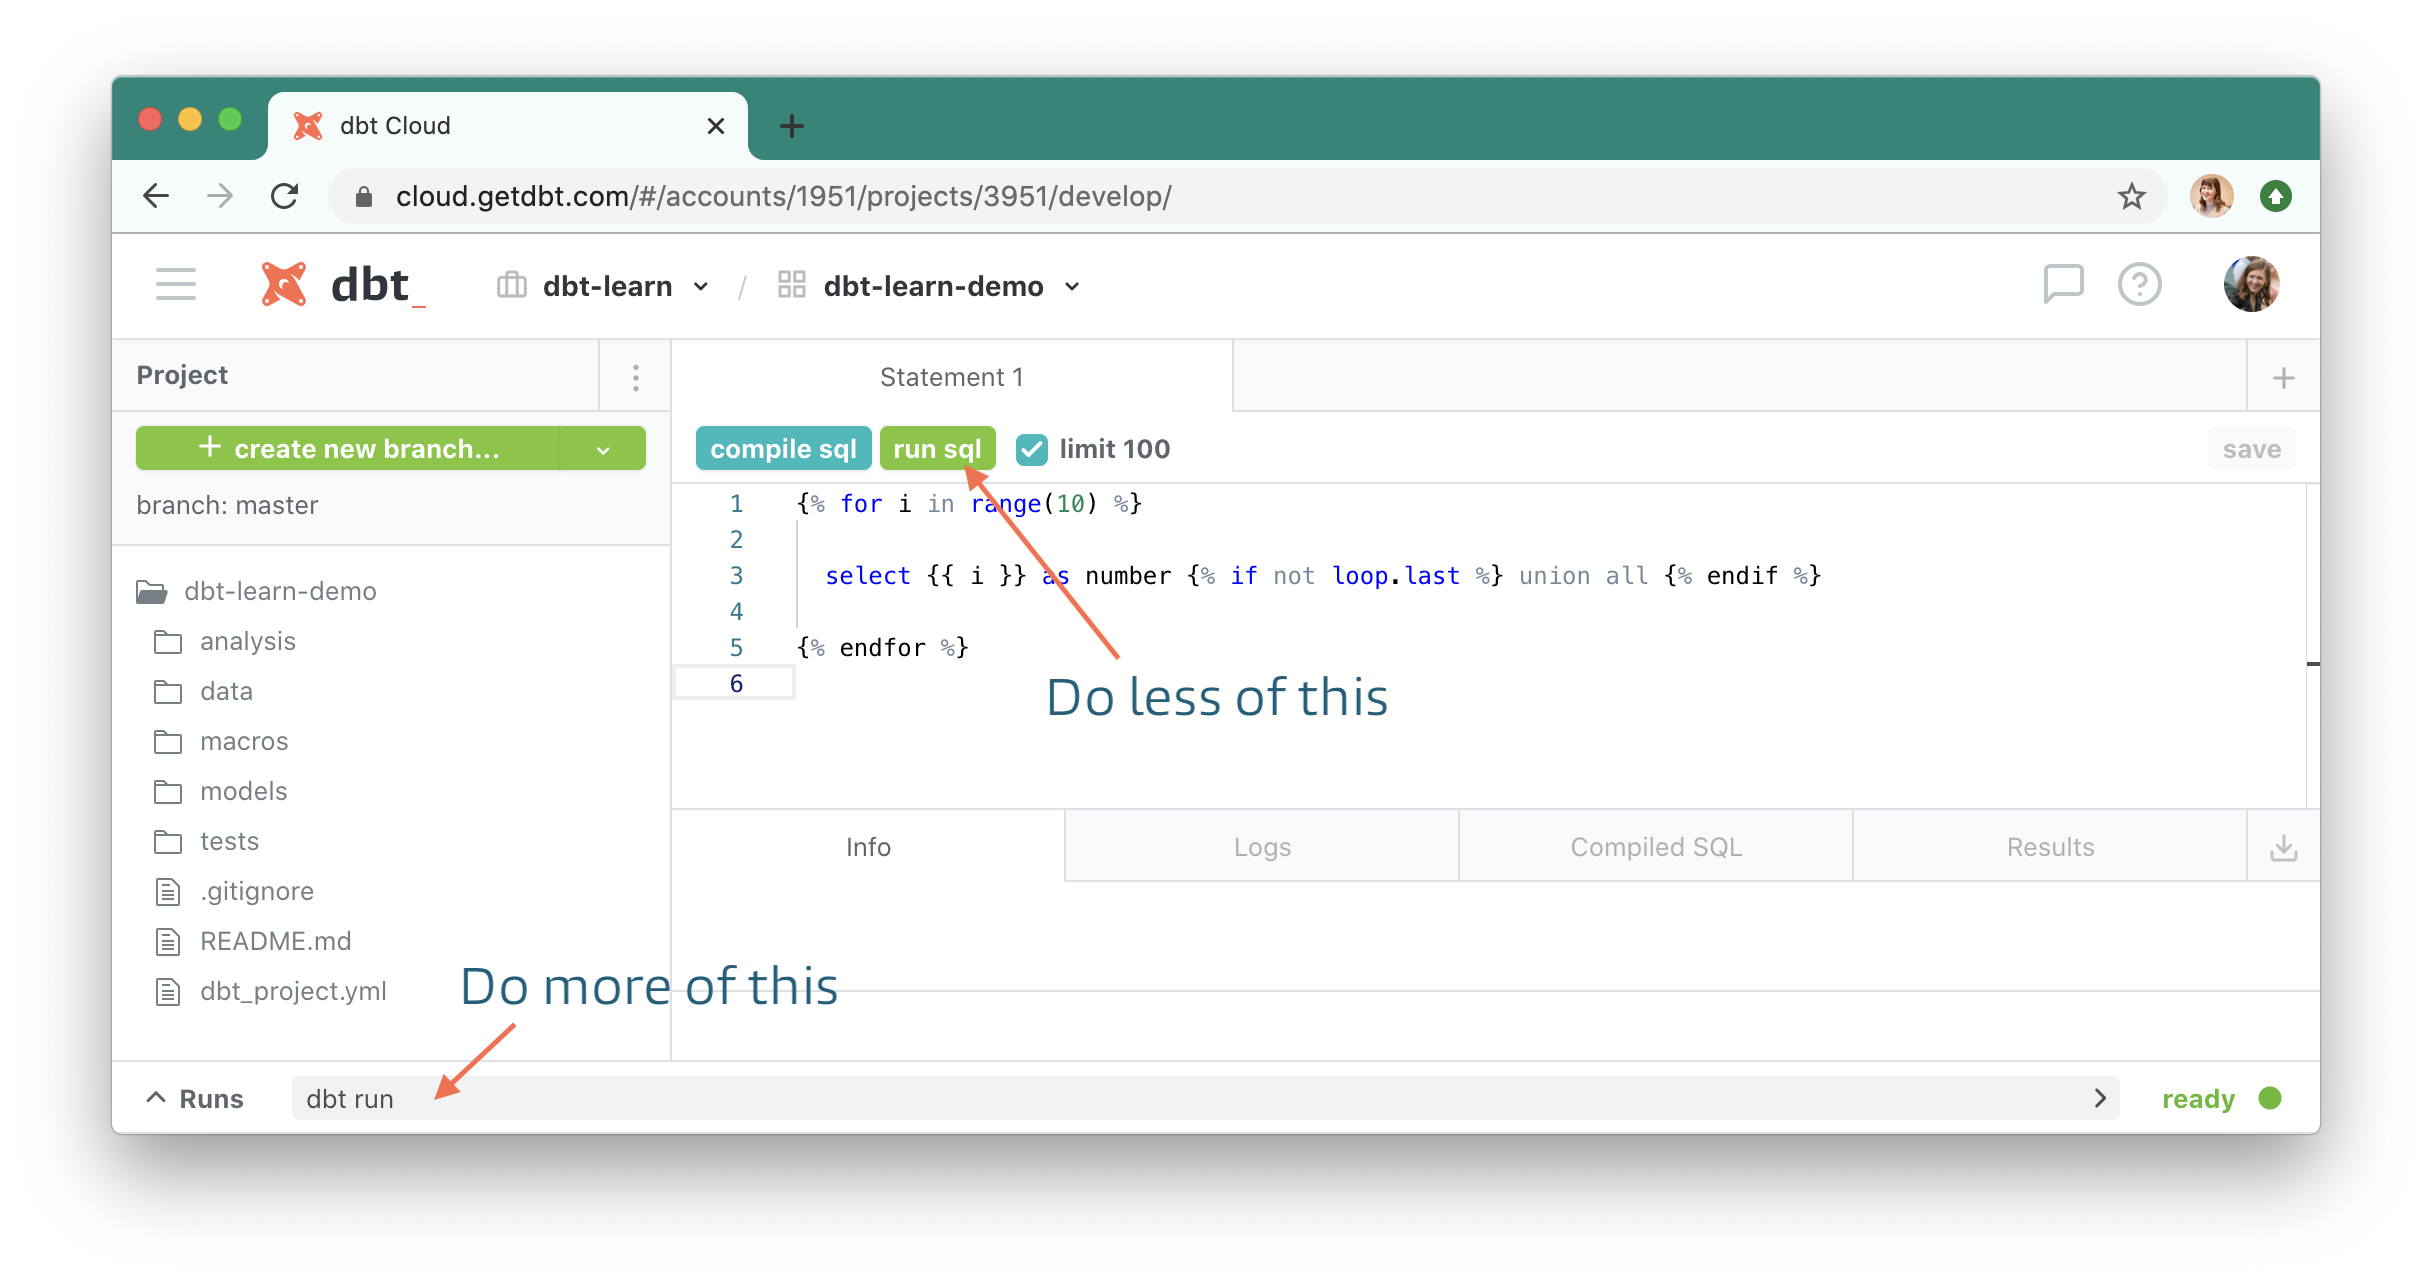 dbt Cloud
cloud.getdbt.com/#/accounts/1951/projects/3951/develop/
dbt_ dbt-learn / dbt-learn-demo
Project
Statement 1
+ create new branch...
compile sql run sql limit 100 save
branch: master
1 {% for i in range(10) %}
2
3 select {{ i }} as number {% if not loop.last %} union all {% endif %}
4
5 {% endfor %}
6
Do less of this
dbt-learn-demo
analysis
data
macros
models
tests
.gitignore
README.md
dbt_project.yml
Info Logs Compiled SQL Results
Do more of this
Runs dbt run ready